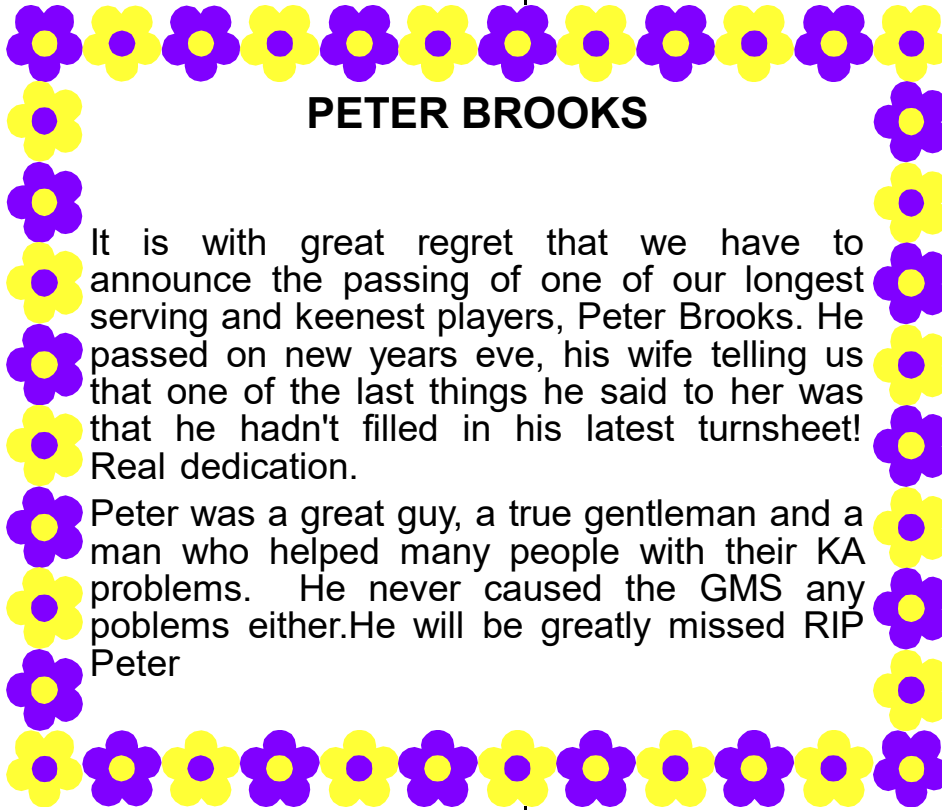 PETER BROOKS
It is with great regret that we have to
announce the passing of one of our longest
serving and keenest players, Peter Brooks. He
passed on new years eve, his wife telling us
that one of the last things he said to her was
that he hadn't filled in his latest turnsheet!
Real dedication.
Peter was a great guy, a true gentleman and a
man who helped many people with their KA
problems. He never caused the GMS any
poblems either.He will be greatly missed RIP
Peter